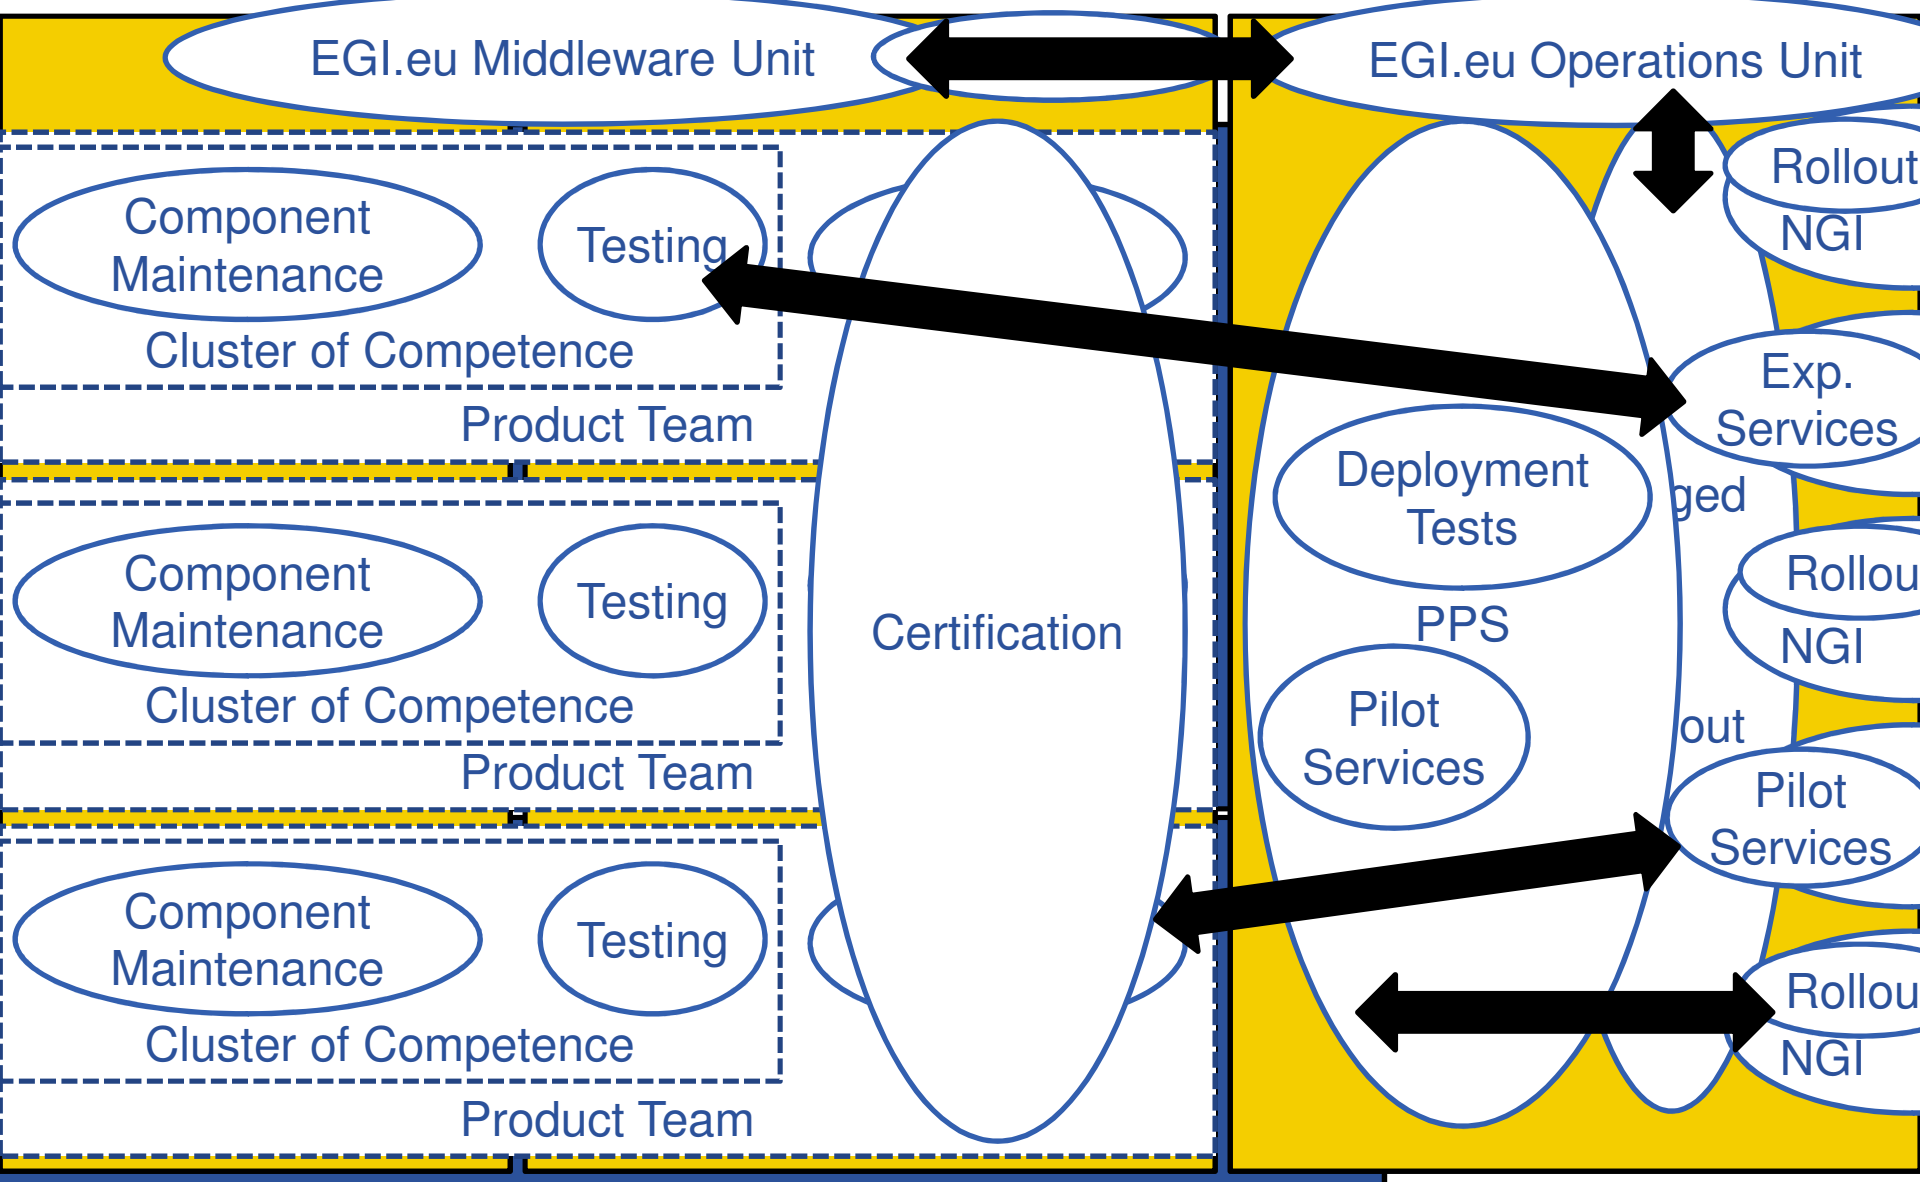 EGI.eu Middleware Unit
EGI.eu Operations Unit
Component
Maintenance
Testing
Cluster of Competence
Product Team
Component
Maintenance
Testing
Cluster of Competence
Product Team
Component
Maintenance
Testing
Cluster of Competence
Product Team
Certification
Deployment
Tests
PPS
Pilot
Services
Rollout
NGI
Exp.
Services
ged
Rollou
NGI
out
Pilot
Services
Rollou
NGI